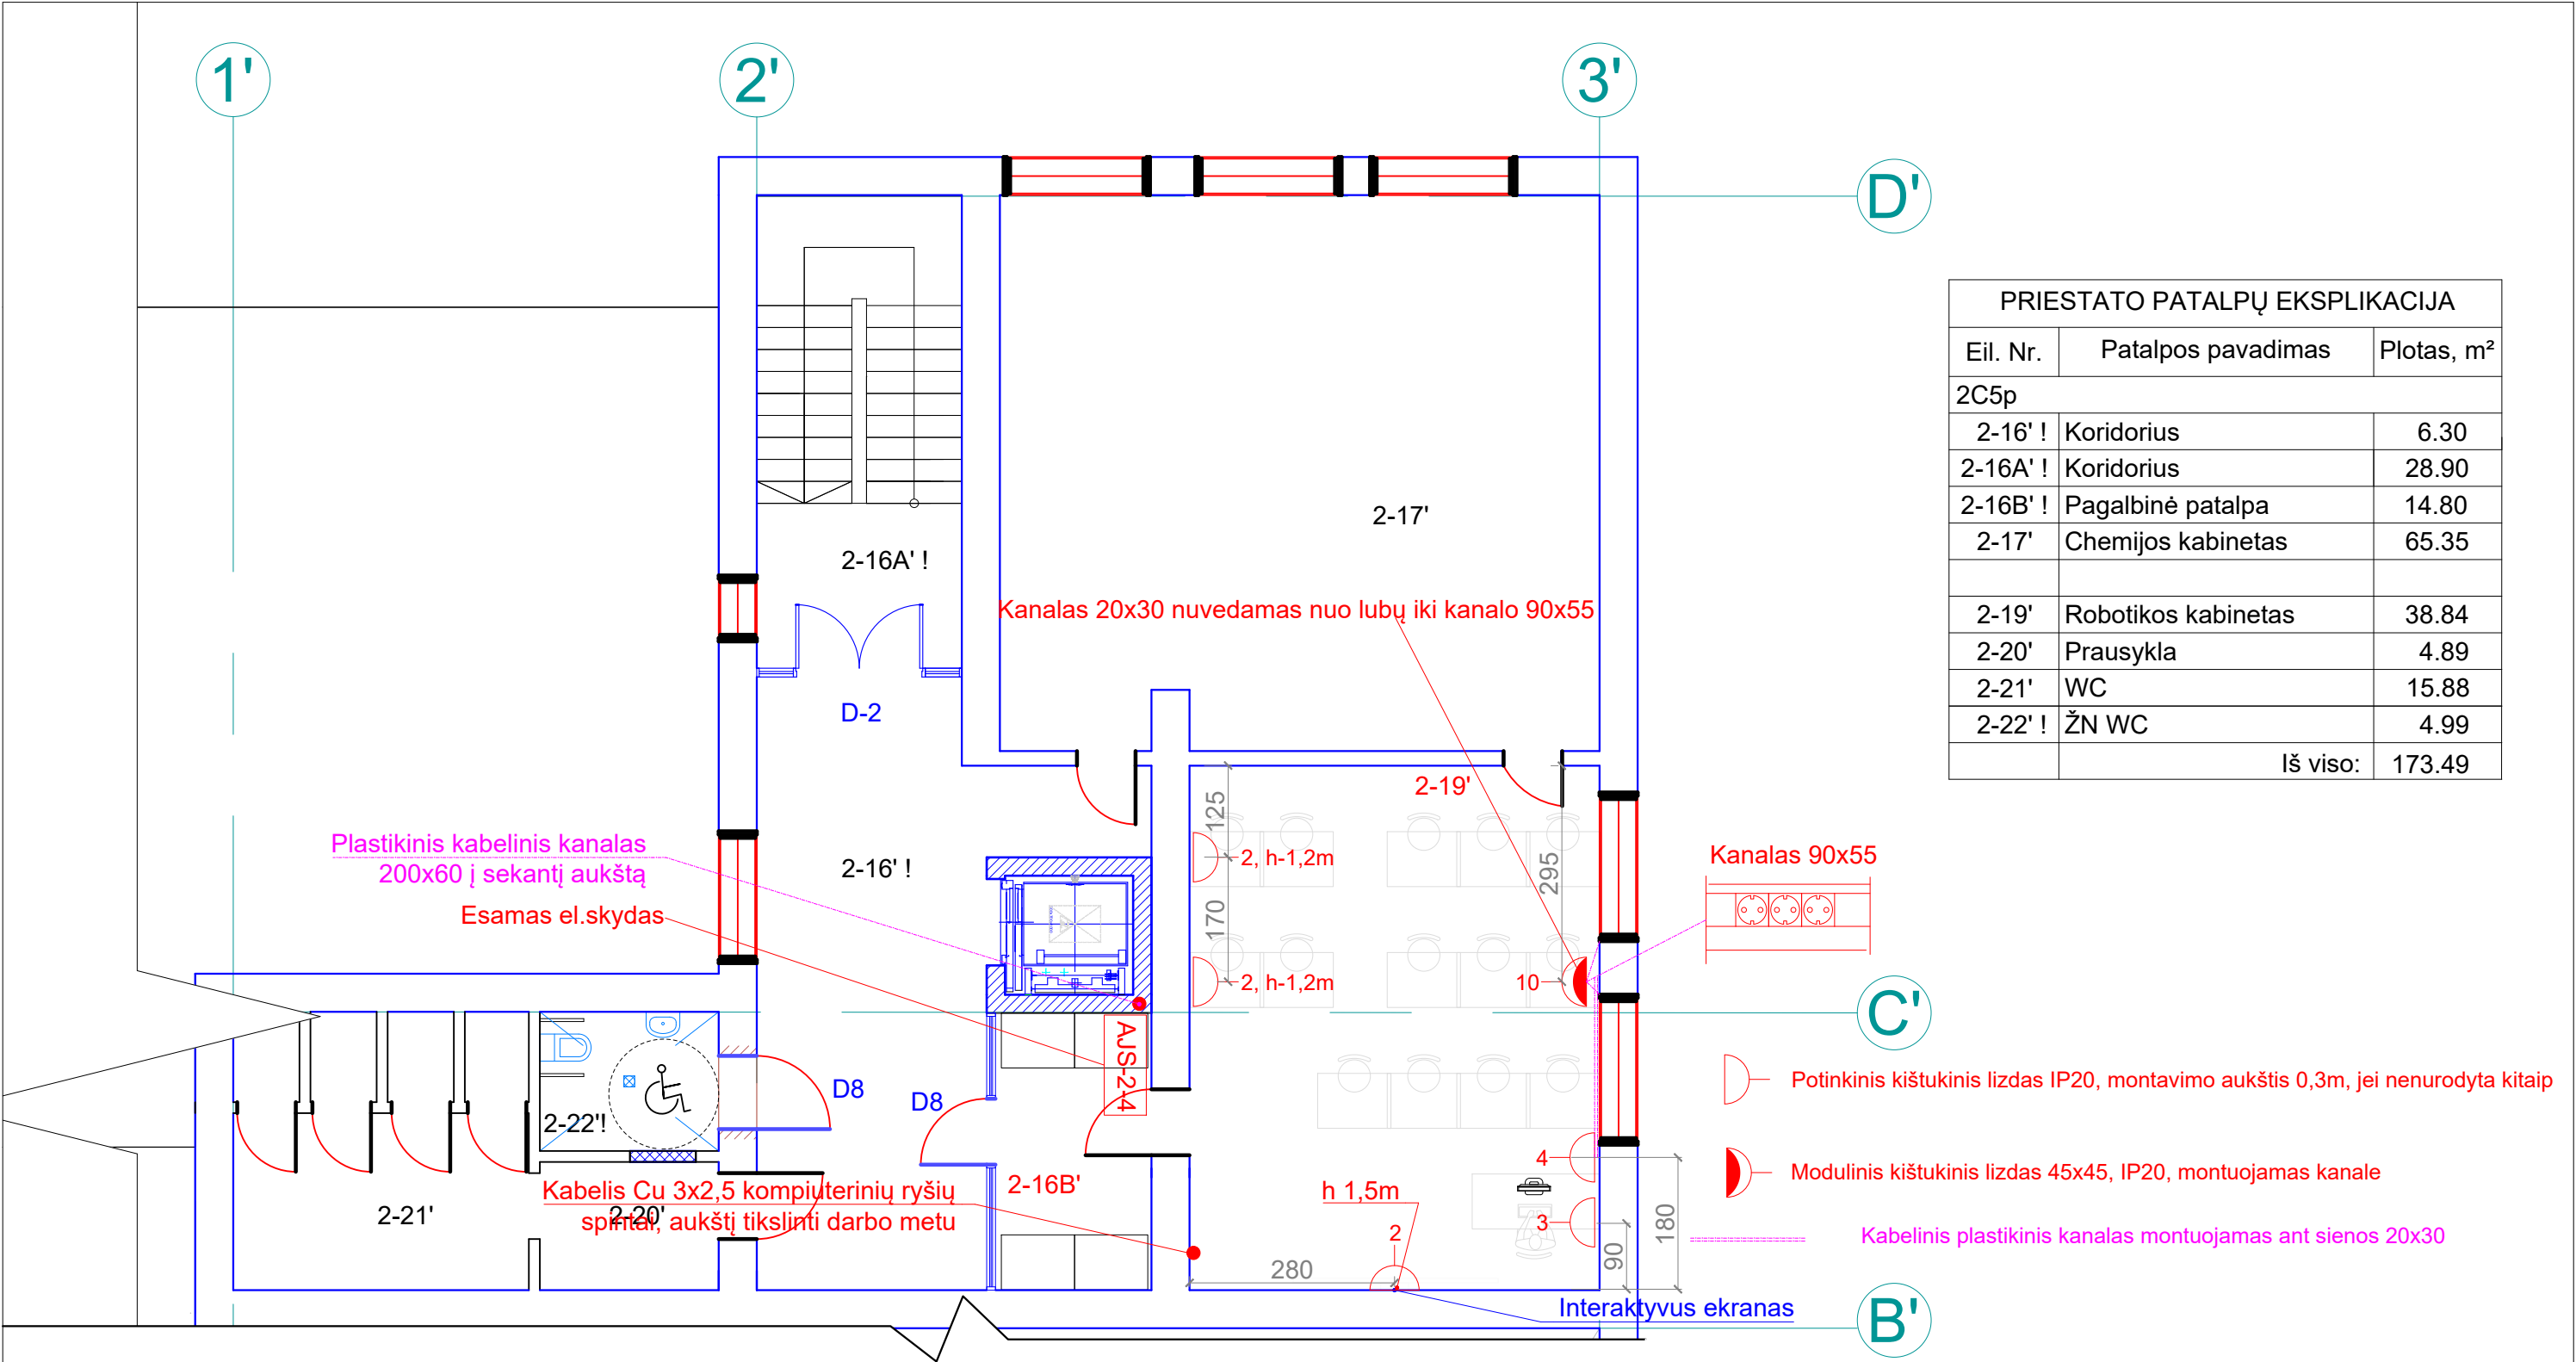 1'
2'
3'
D'
PRIESTATO PATALPŲ EKSPLIKACIJA
Eil. Nr. Patalpos pavadimas Plotas, m²
2C5p
2-16' ! Koridorius 6.30
2-16A' ! Koridorius 28.90
2-16B' ! Pagalbinė patalpa 14.80
2-17' Chemijos kabinetas 65.35
2-19' Robotikos kabinetas 38.84
2-20' Prausykla 4.89
2-21' WC 15.88
2-22' ! ŽN WC 4.99
Iš viso: 173.49
2-17'
2-16A' !
Kanalas 20x30 nuvedamas nuo lubų iki kanalo 90x55
D-2
2-19'
125
Plastikinis kabelinis kanalas
200x60 į sekantį aukštą
2-16' !
2, h-1,2m
295
Kanalas 90x55
Esamas el.skydas
170
2, h-1,2m
10
C'
AJS-2-4
Potinkinis kištukinis lizdas IP20, montavimo aukštis 0,3m, jei nenurodyta kitaip
D8
D8
2-22'!
4
Modulinis kištukinis lizdas 45x45, IP20, montuojamas kanale
Kabelis Cu 3x2,5 kompiuterinių ryšių
spintai, aukštį tikslinti darbo metu
2-16B'
h 1,5m
2-21'
2-20'
2
3
180
90
Kabelinis plastikinis kanalas montuojamas ant sienos 20x30
280
Interaktyvus ekranas
B'